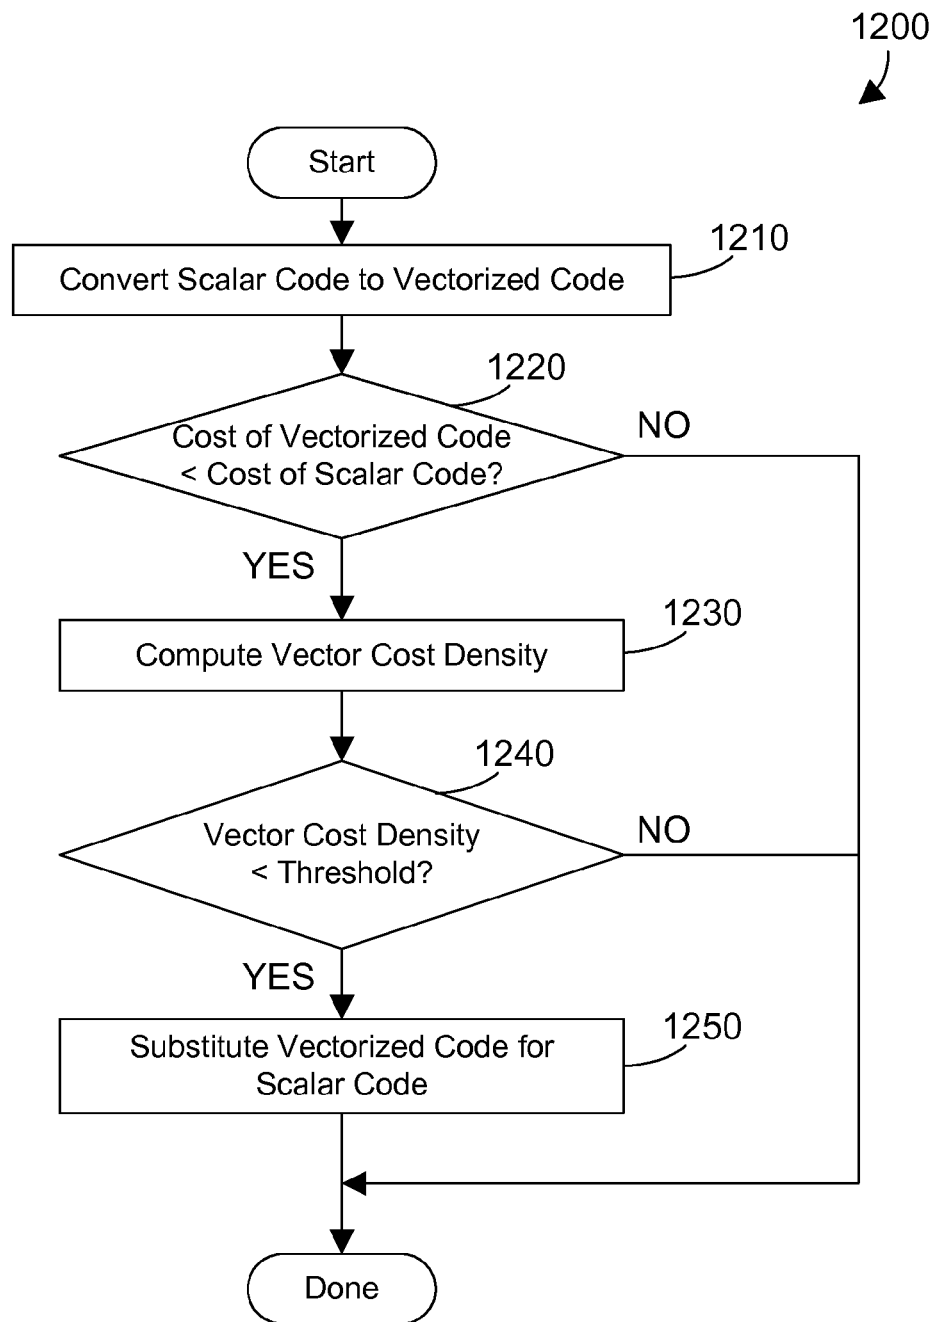 1200
Start
1210
Convert Scalar Code to Vectorized Code
1220
Cost of Vectorized Code
< Cost of Scalar Code?
NO
YES
1230
Compute Vector Cost Density
1240
Vector Cost Density
< Threshold?
NO
YES
1250
Substitute Vectorized Code for
Scalar Code
Done